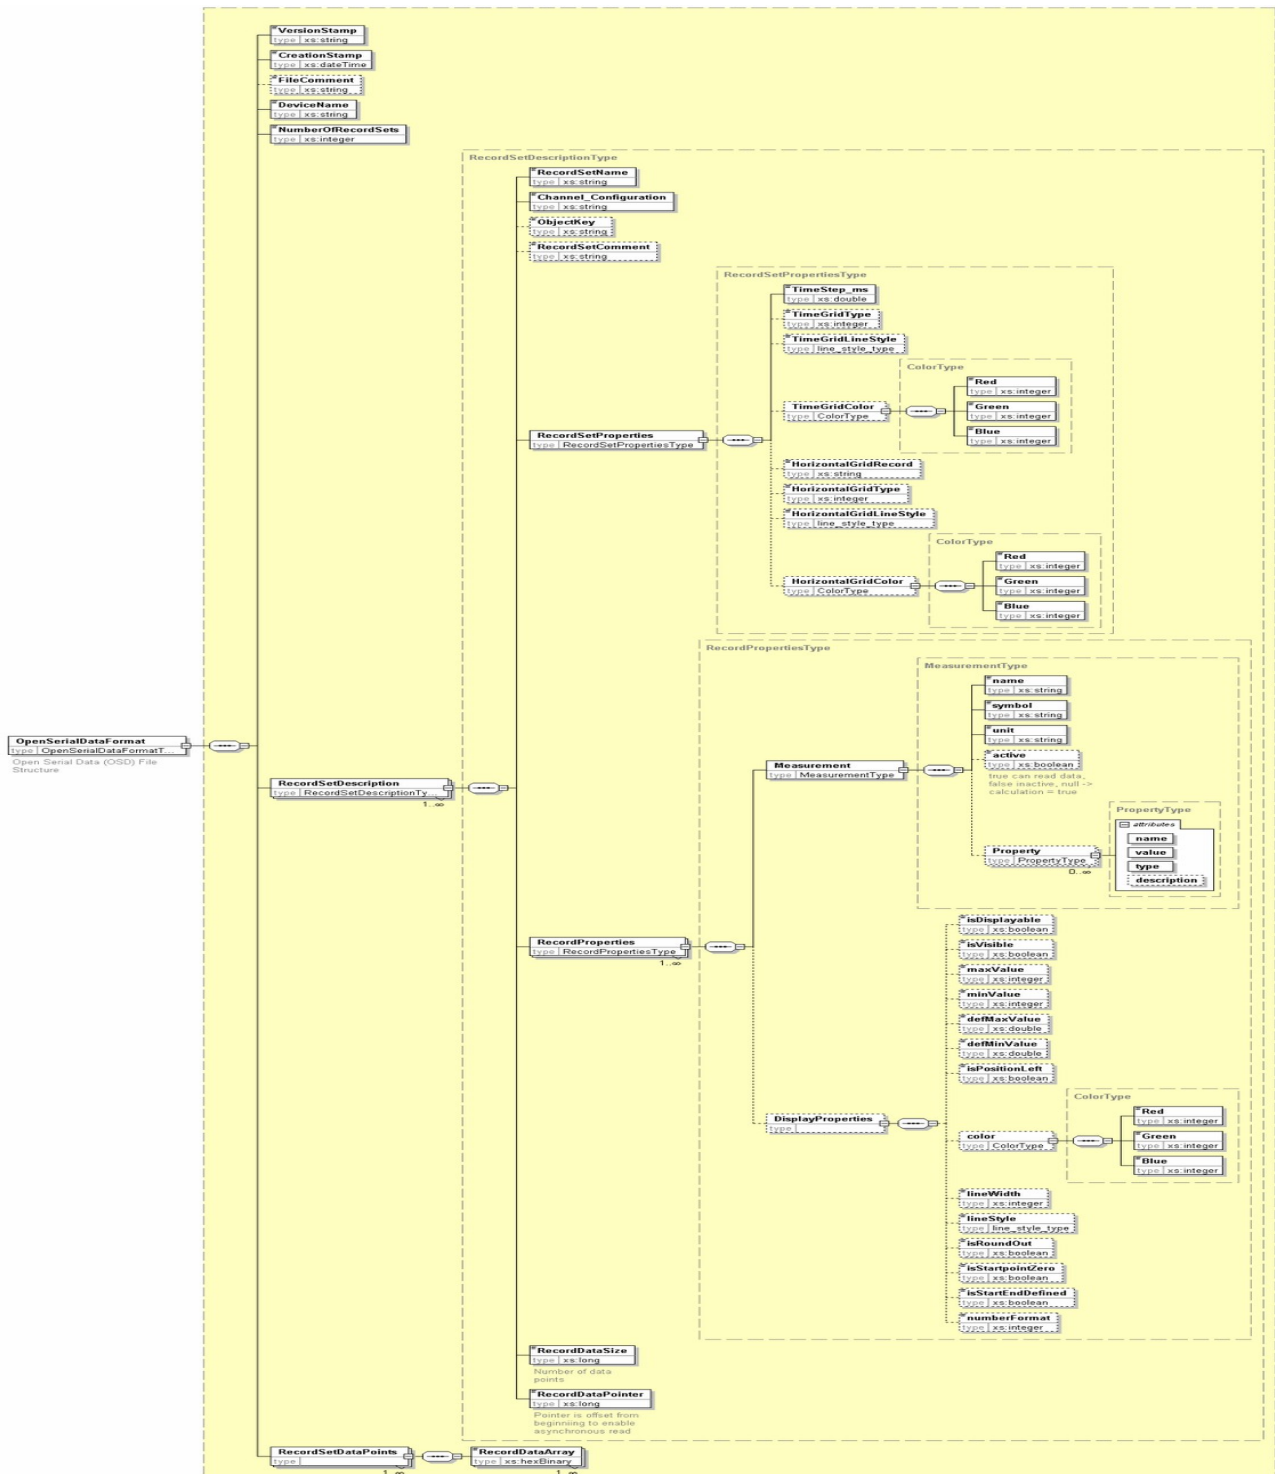 VersionStamp
type xs:string
CreationStamp
type xs:dateTime
FileComment
type xs:string
DeviceName
type xs:string
NumberOfRecordSets
type xs:integer
RecordSetDescriptionType
RecordSetName
type xs:string
Channel_Configuration
type xs:string
ObjectKey
type xs:string
RecordSetComment
type xs:string
RecordSetPropertiesType
TimeStep_ms
type xs:double
TimeGridType
type xs:integer
TimeGridLineStyle
type line_style_type
ColorType
Red
type xs:integer
TimeGridColor
type ColorType
Green
type xs:integer
Blue
type xs:integer
RecordSetProperties
type RecordSetPropertiesType
HorizontalGridRecord
type xs:string
HorizontalGridType
type xs:integer
HorizontalGridLineStyle
type line_style_type
ColorType
Red
type xs:integer
HorizontalGridColor
type ColorType
Green
type xs:integer
Blue
type xs:integer
RecordPropertiesType
MeasurementType
name
type xs:string
symbol
type xs:string
unit
type xs:string
OpenSerialDataFormat
type OpenSerialDataFormatT...
Open Serial Data (OSD) File
Structure
active
type xs:boolean
true can read data,
false inactive, null ->
calculation = true
Measurement
type MeasurementType
RecordSetDescription
type RecordSetDescriptionTy...
1..∞
PropertyType
attributes
name
value
type
description
Property
type PropertyType
0..∞
isDisplayable
type xs:boolean
RecordProperties
type RecordPropertiesType
1..∞
isVisible
type xs:boolean
maxValue
type xs:integer
minValue
type xs:integer
defMaxValue
type xs:double
defMinValue
type xs:double
isPositionLeft
type xs:boolean
ColorType
Red
type xs:integer
DisplayProperties
type
color
type ColorType
Green
type xs:integer
Blue
type xs:integer
lineWidth
type xs:integer
lineStyle
type line_style_type
isRoundOut
type xs:boolean
isStartpointZero
type xs:boolean
isStartEndDefined
type xs:boolean
numberFormat
type xs:integer
RecordDataSize
type xs:long
Number of data
points
RecordDataPointer
type xs:long
Pointer is offset from
beginniing to enable
asynchronous read
RecordSetDataPoints
type
1..∞
RecordDataArray
type xs:hexBinary
1..∞